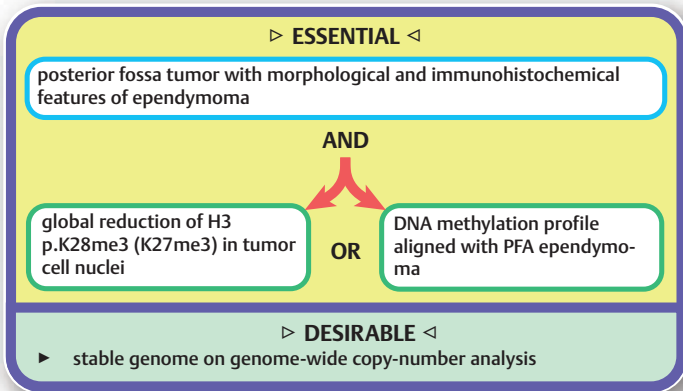 ▷ ESSENTIAL ◁
posterior fossa tumor with morphological and immunohistochemical
features of ependymoma
AND
global reduction of H3
p.K28me3 (K27me3) in tumor
cell nuclei
OR
DNA methylation profile
aligned with PFA ependymo-
ma
▷ DESIRABLE ◁
► stable genome on genome-wide copy-number analysis